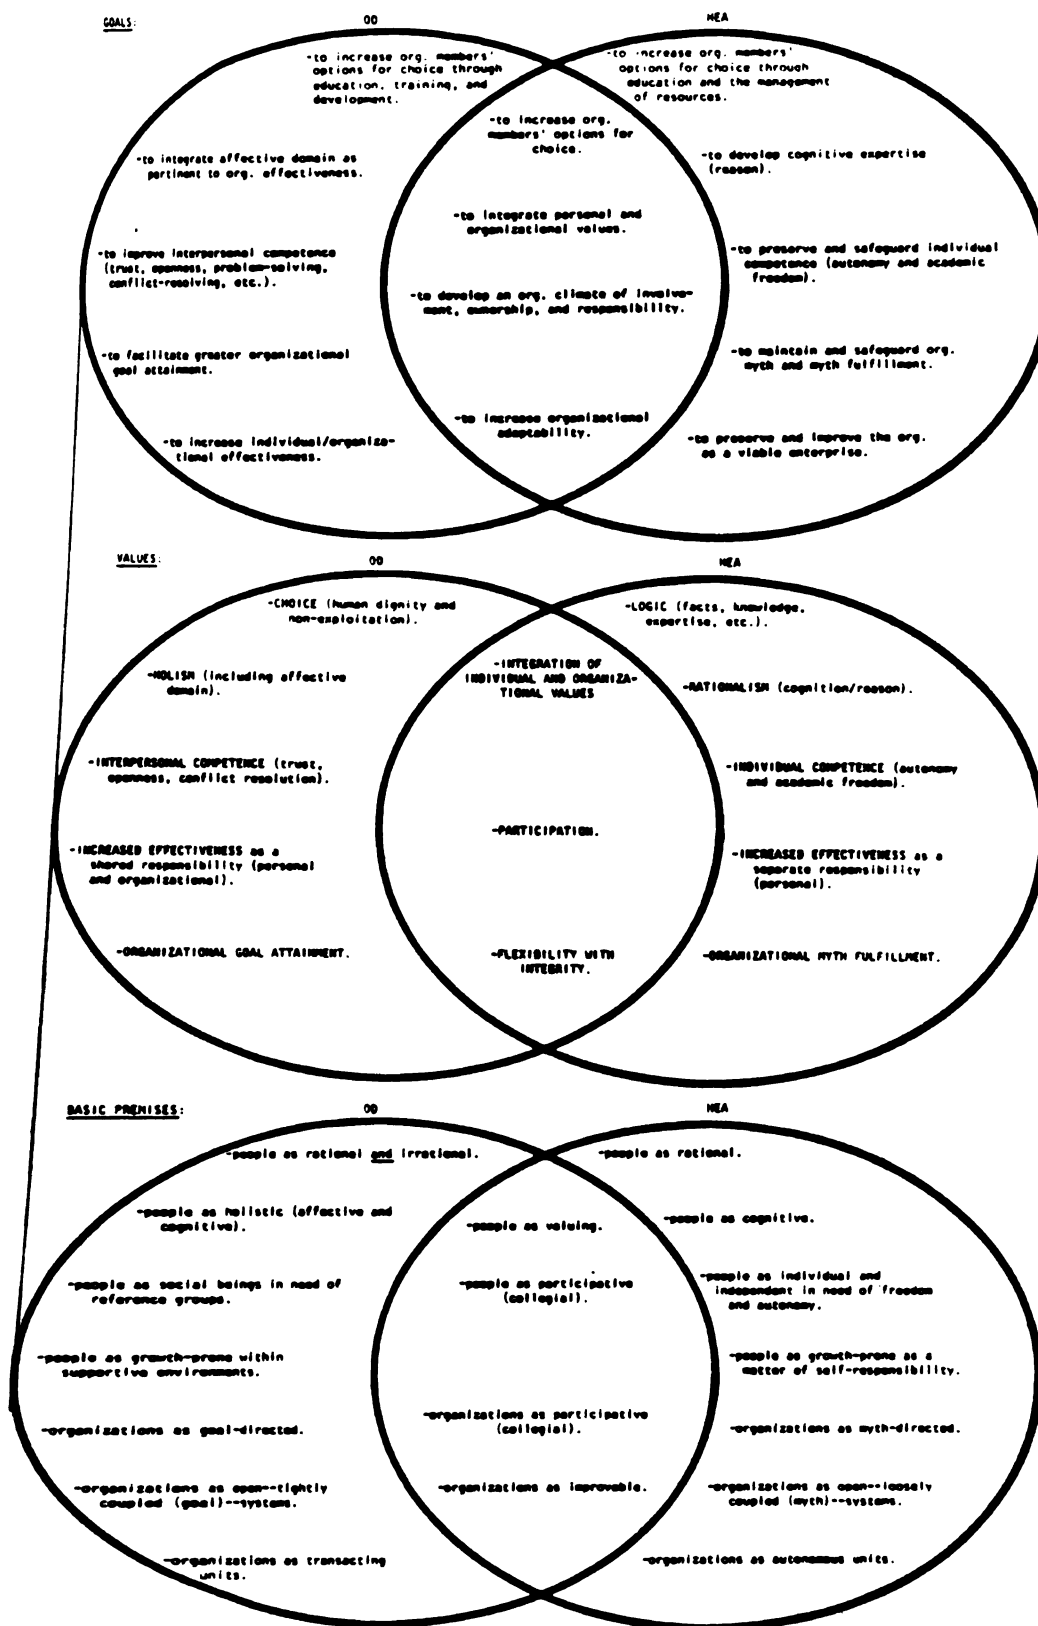 GOALS:
OD
HEA
-to increase org. members'
options for choice through
education, training, and
development.
-to integrate affective domain as
pertinent to org. effectiveness.
-to improve interpersonal competence
(trust, openness, problem-solving,
conflict-resolving, etc.).
-to facilitate greater organizational
goal attainment.
-to increase individual/organiza-
tional effectiveness.
-to increase org.
members' options for
choice.
-to integrate personal and
organizational values.
-to develop an org. climate of involve-
ment, ownership, and responsibility.
-to increase organizational
adaptability.
-to increase org. members'
options for choice through
education and the management
of resources.
-to develop cognitive expertise
(reason).
-to preserve and safeguard individual
competence (autonomy and academic
freedom).
-to maintain and safeguard org.
myth and myth fulfillment.
-to preserve and improve the org.
as a viable enterprise.
VALUES:
OD
HEA
-CHOICE (human dignity and
non-exploitation).
-HOLISM (including affective
domain).
-INTERPERSONAL COMPETENCE (trust,
openness, conflict resolution).
-INCREASED EFFECTIVENESS as a
shared responsibility (personal
and organizational).
-ORGANIZATIONAL GOAL ATTAINMENT.
-INTEGRATION OF
INDIVIDUAL AND ORGANIZA-
TIONAL VALUES
-PARTICIPATION.
-FLEXIBILITY WITH
INTEGRITY.
-LOGIC (facts, knowledge,
expertise, etc.).
-RATIONALISM (cognition/reason).
-INDIVIDUAL COMPETENCE (autonomy
and academic freedom).
-INCREASED EFFECTIVENESS as a
separate responsibility
(personal).
-ORGANIZATIONAL MYTH FULFILLMENT.
BASIC PREMISES:
OD
HEA
-people as rational and irrational.
-people as holistic (affective and
cognitive).
-people as social beings in need of
reference groups.
-people as growth-prone within
supportive environments.
-organizations as goal-directed.
-organizations as open--tightly
coupled (goal)--systems.
-organizations as transacting
units.
-people as valuing.
-people as participative
(collegial).
-organizations as participative
(collegial).
-organizations as improvable.
-people as rational.
-people as cognitive.
-people as individual and
independent in need of freedom
and autonomy.
-people as growth-prone as a
matter of self-responsibility.
-organizations as myth-directed.
-organizations as open--loosely
coupled (myth)--systems.
-organizations as autonomous units.